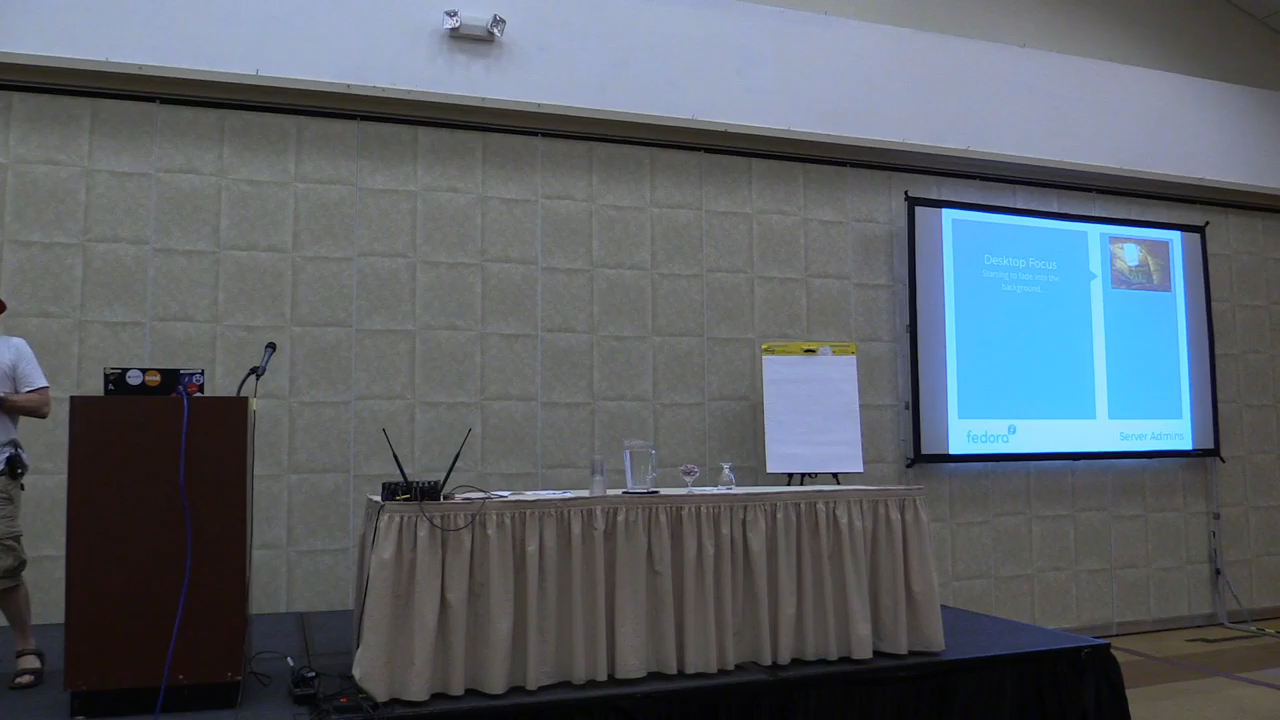 Desktop Focus
Starting to fade into the
background...
fedora
Server Admins